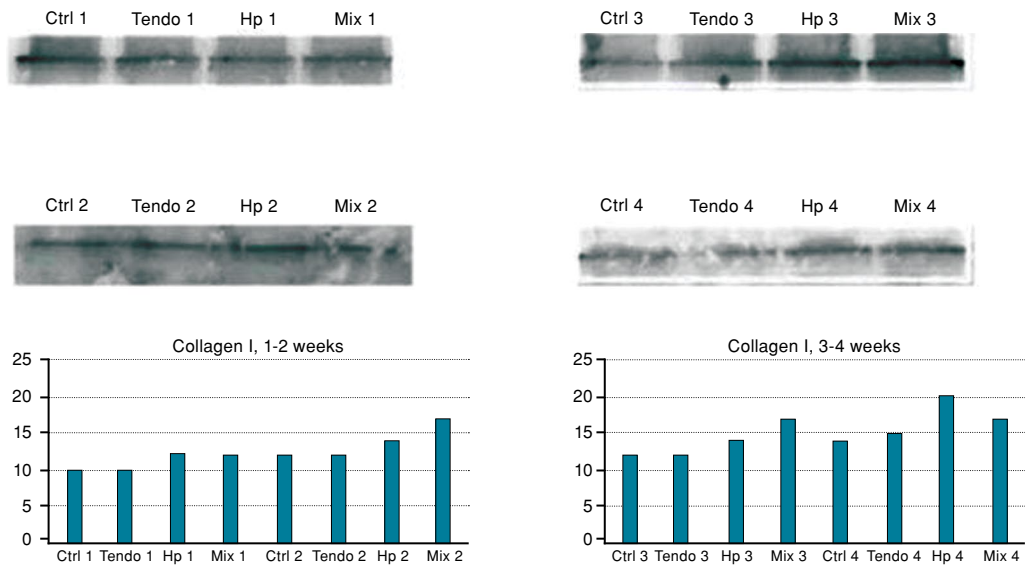 Ctrl 1 Tendo 1 Hp 1 Mix 1
Ctrl 3 Tendo 3 Hp 3 Mix 3
Ctrl 2 Tendo 2 Hp 2 Mix 2
Ctrl 4 Tendo 4 Hp 4 Mix 4
Collagen I, 1-2 weeks
25
20
15
10
5
0
Ctrl 1 Tendo 1 Hp 1 Mix 1 Ctrl 2 Tendo 2 Hp 2 Mix 2
Collagen I, 3-4 weeks
25
20
15
10
5
0
Ctrl 3 Tendo 3 Hp 3 Mix 3 Ctrl 4 Tendo 4 Hp 4 Mix 4